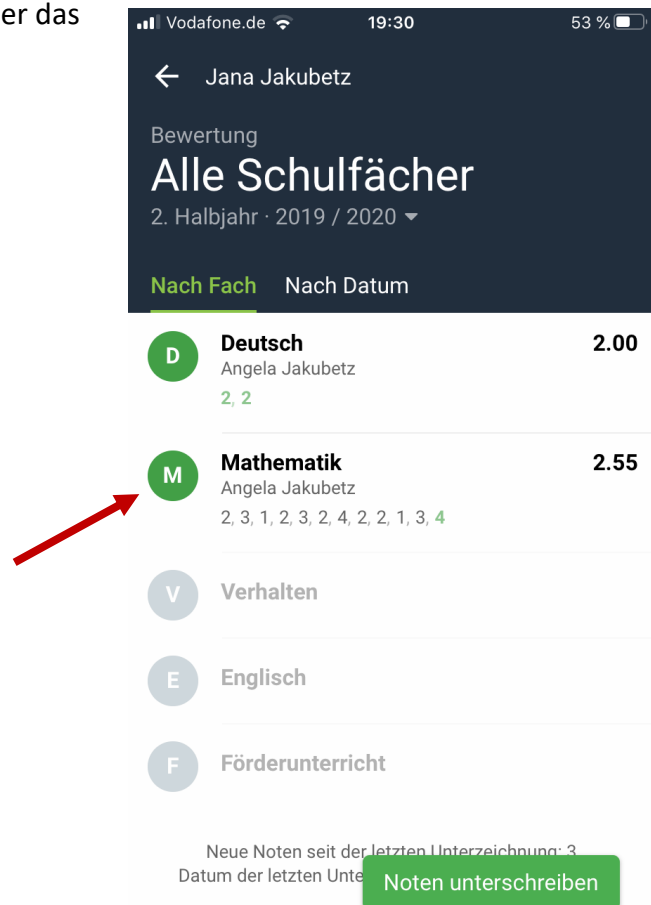 er das
Vodafone.de 19:30 53 %
Jana Jakubetz
Bewertung
Alle Schulfächer
2. Halbjahr · 2019 / 2020
Nach Fach Nach Datum
D Deutsch 2.00
Angela Jakubetz
2, 2
M Mathematik 2.55
Angela Jakubetz
2, 3, 1, 2, 3, 2, 4, 2, 2, 1, 3, 4
V Verhalten
E Englisch
F Förderunterricht
Neue Noten seit der letzten Unterzeichnung: 3
Datum der letzten Unte
Noten unterschreiben